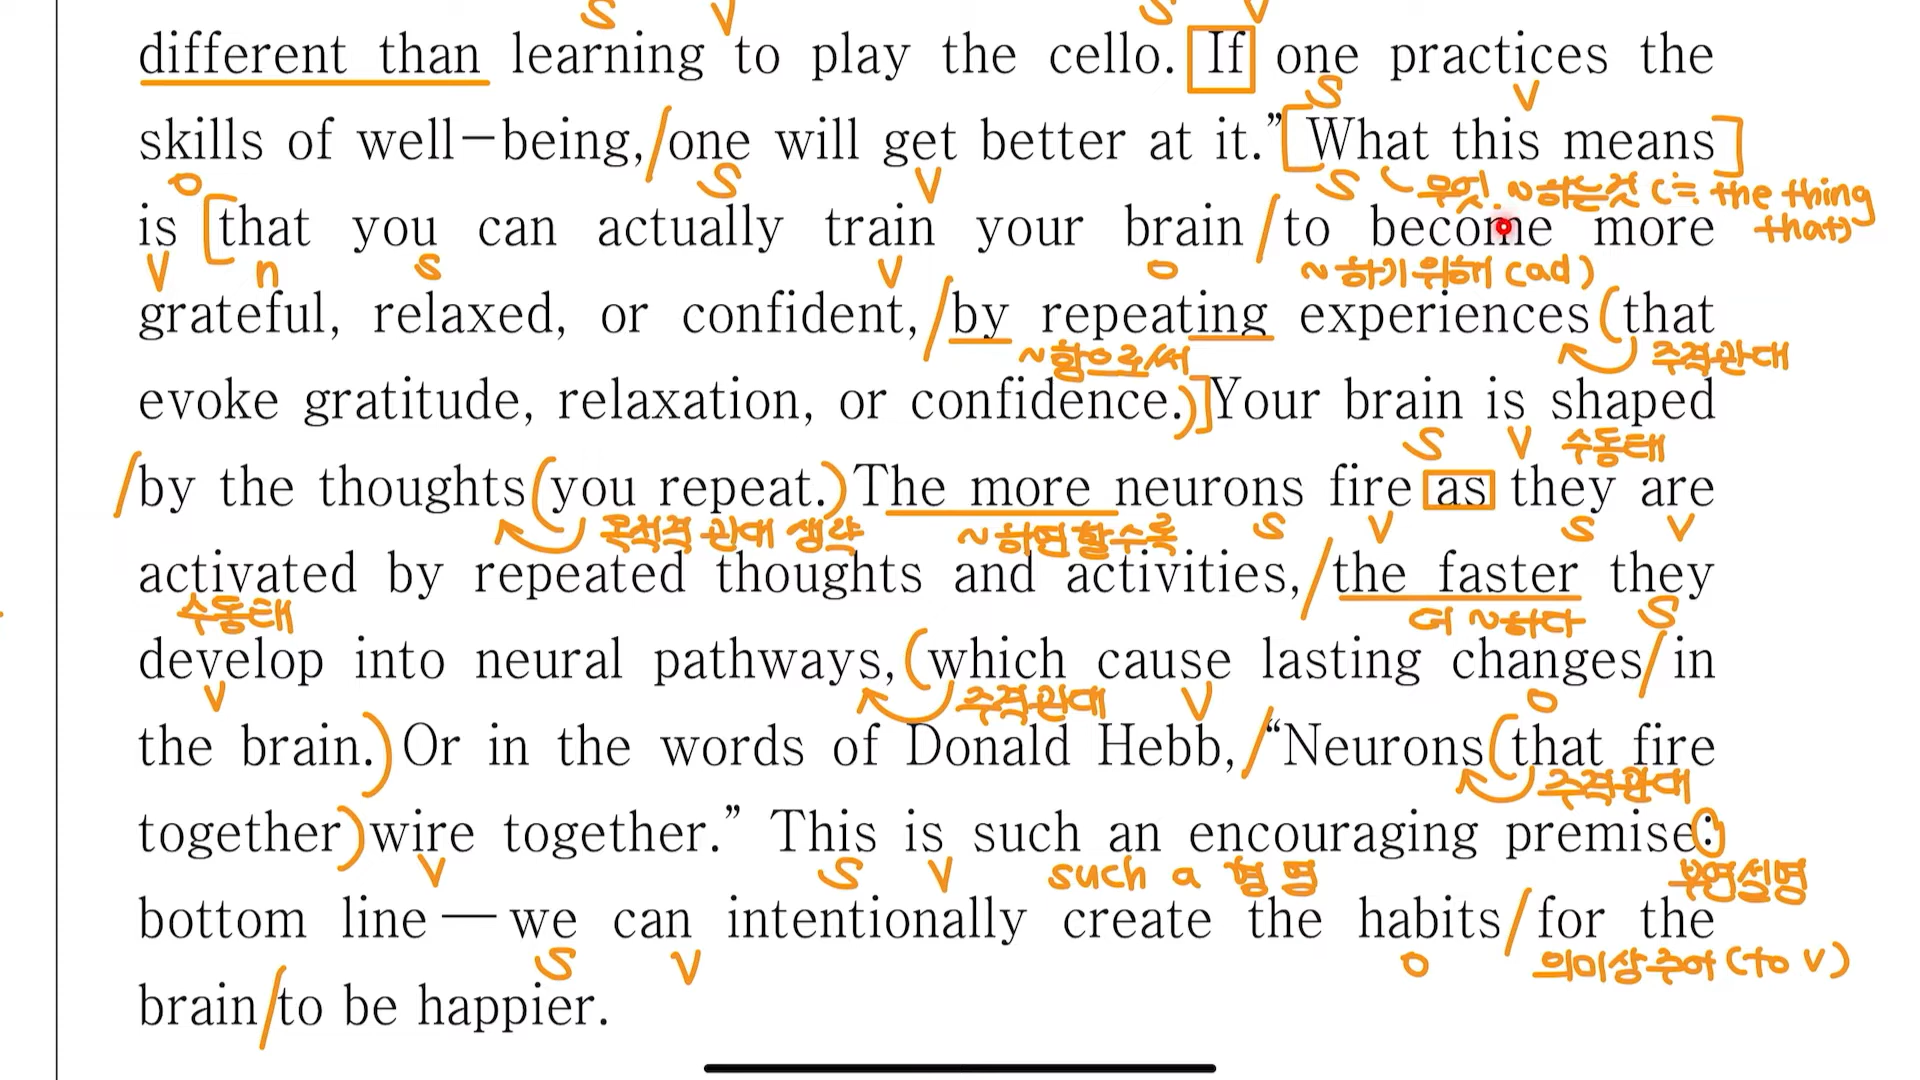 S V S V
different than learning to play the cello. If one practices the
S V
skills of well-being, / one will get better at it.” [What this means]
O S V S 무엇. ~하는것 (≒ the thing that)
is [that you can actually train your brain / to become more
V n S V O ~하기위해 (ad)
grateful, relaxed, or confident, / by repeating experiences (that
~함으로써 주격관대
evoke gratitude, relaxation, or confidence.)] Your brain is shaped
S V 수동태
/ by the thoughts (you repeat.) The more neurons fire as they are
목적격 관대 생략 ~하면할수록 S V S V
activated by repeated thoughts and activities, / the faster they
수동태 더 ~하다 S
develop into neural pathways, (which cause lasting changes / in
V 주격관대 V O
the brain.) Or in the words of Donald Hebb, / “Neurons (that fire
주격관대
together) wire together.” This is such an encouraging premise:
V S V such a 형 명 부연설명
bottom line — we can intentionally create the habits / for the
S V O 의미상주어 (to V)
brain / to be happier.